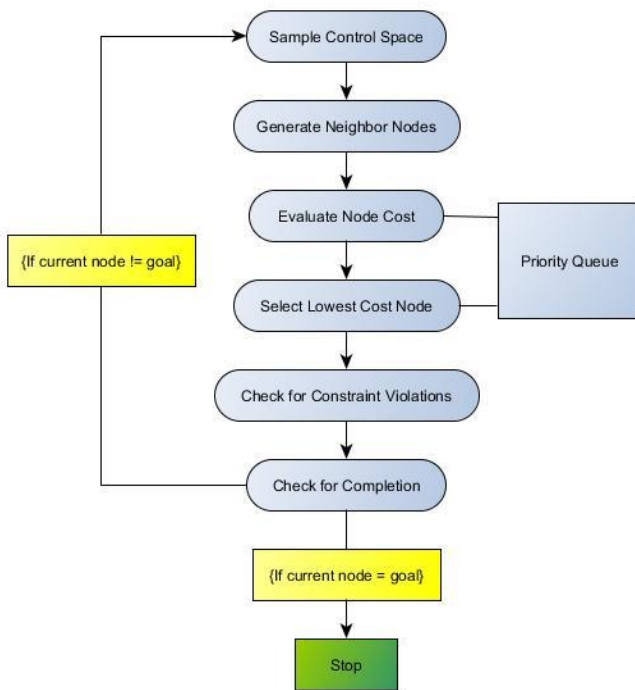 Sample Control Space
Generate Neighbor Nodes
Evaluate Node Cost
{If current node != goal}
Priority Queue
Select Lowest Cost Node
Check for Constraint Violations
Check for Completion
{If current node = goal}
Stop